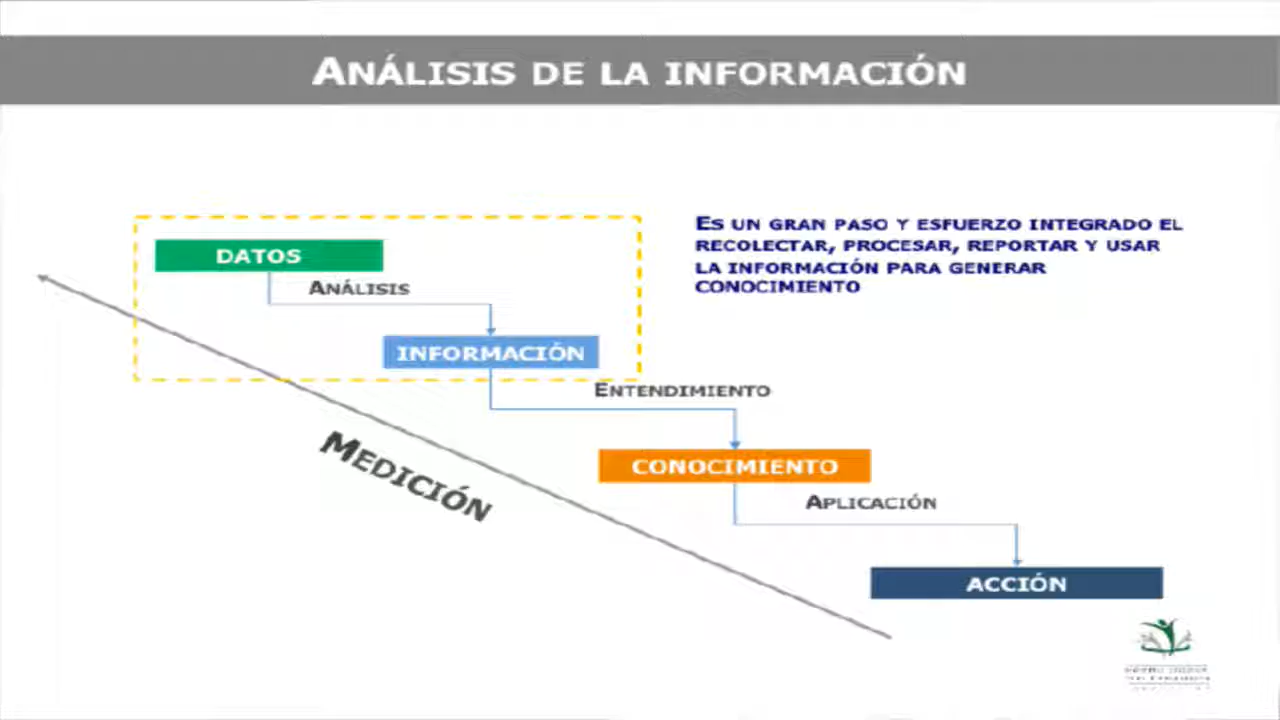 ANÁLISIS DE LA INFORMACIÓN
ES UN GRAN PASO Y ESFUERZO INTEGRADO EL
RECOLECTAR, PROCESAR, REPORTAR Y USAR
LA INFORMACIÓN PARA GENERAR
CONOCIMIENTO
DATOS
ANÁLISIS
INFORMACIÓN
ENTENDIMIENTO
MEDICIÓN
CONOCIMIENTO
APLICACIÓN
ACCIÓN